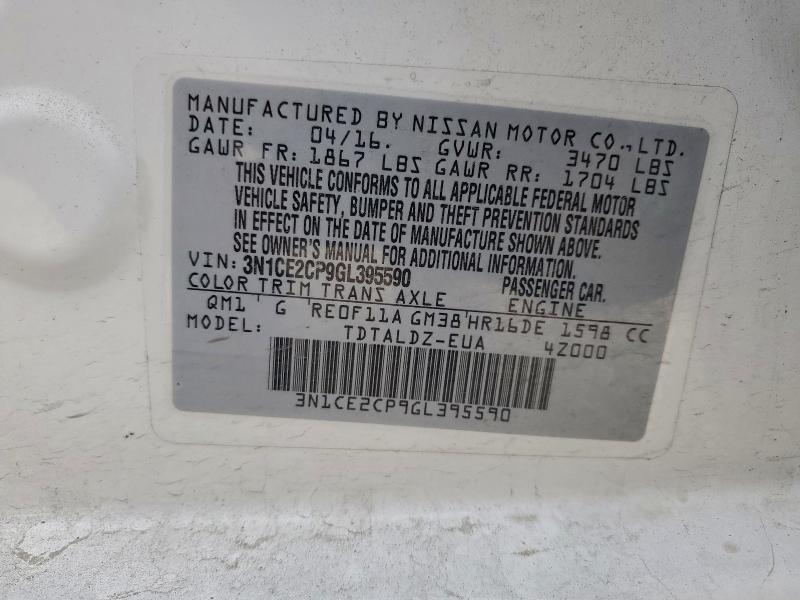 MANUFACTURED BY NISSAN MOTOR CO., LTD.
DATE: 04/16. GVWR: 3470 LBS
GAWR FR: 1867 LBS GAWR RR: 1704 LBS
THIS VEHICLE CONFORMS TO ALL APPLICABLE FEDERAL MOTOR
VEHICLE SAFETY, BUMPER AND THEFT PREVENTION STANDARDS
IN EFFECT ON THE DATE OF MANUFACTURE SHOWN ABOVE.
SEE OWNER'S MANUAL FOR ADDITIONAL INFORMATION.
VIN: 3N1CE2CP9GL395590 PASSENGER CAR.
COLOR TRIM TRANS AXLE ENGINE
QM1 ' G ' RE0F11A GM38 ' HR16DE 1598 CC
MODEL: TDTALDZ-EUA 4Z000
3N1CE2CP9GL395590